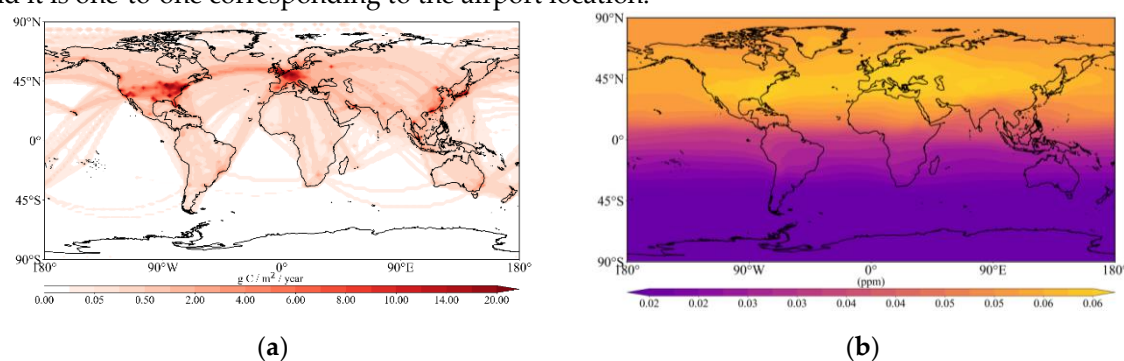 d it is one-to-one corresponding to the airport location.
90°N
45°N
0°
45°S
90°S
180° 90°W 0° 90°E 180°
g C / m² / year
0.00 0.05 0.50 2.00 4.00 6.00 8.00 10.00 14.00 20.00
(a)
90°N
45°N
0°
45°S
90°S
180° 90°W 0° 90°E 180°
(ppm)
0.02 0.02 0.03 0.03 0.04 0.04 0.05 0.05 0.06 0.06
(b)